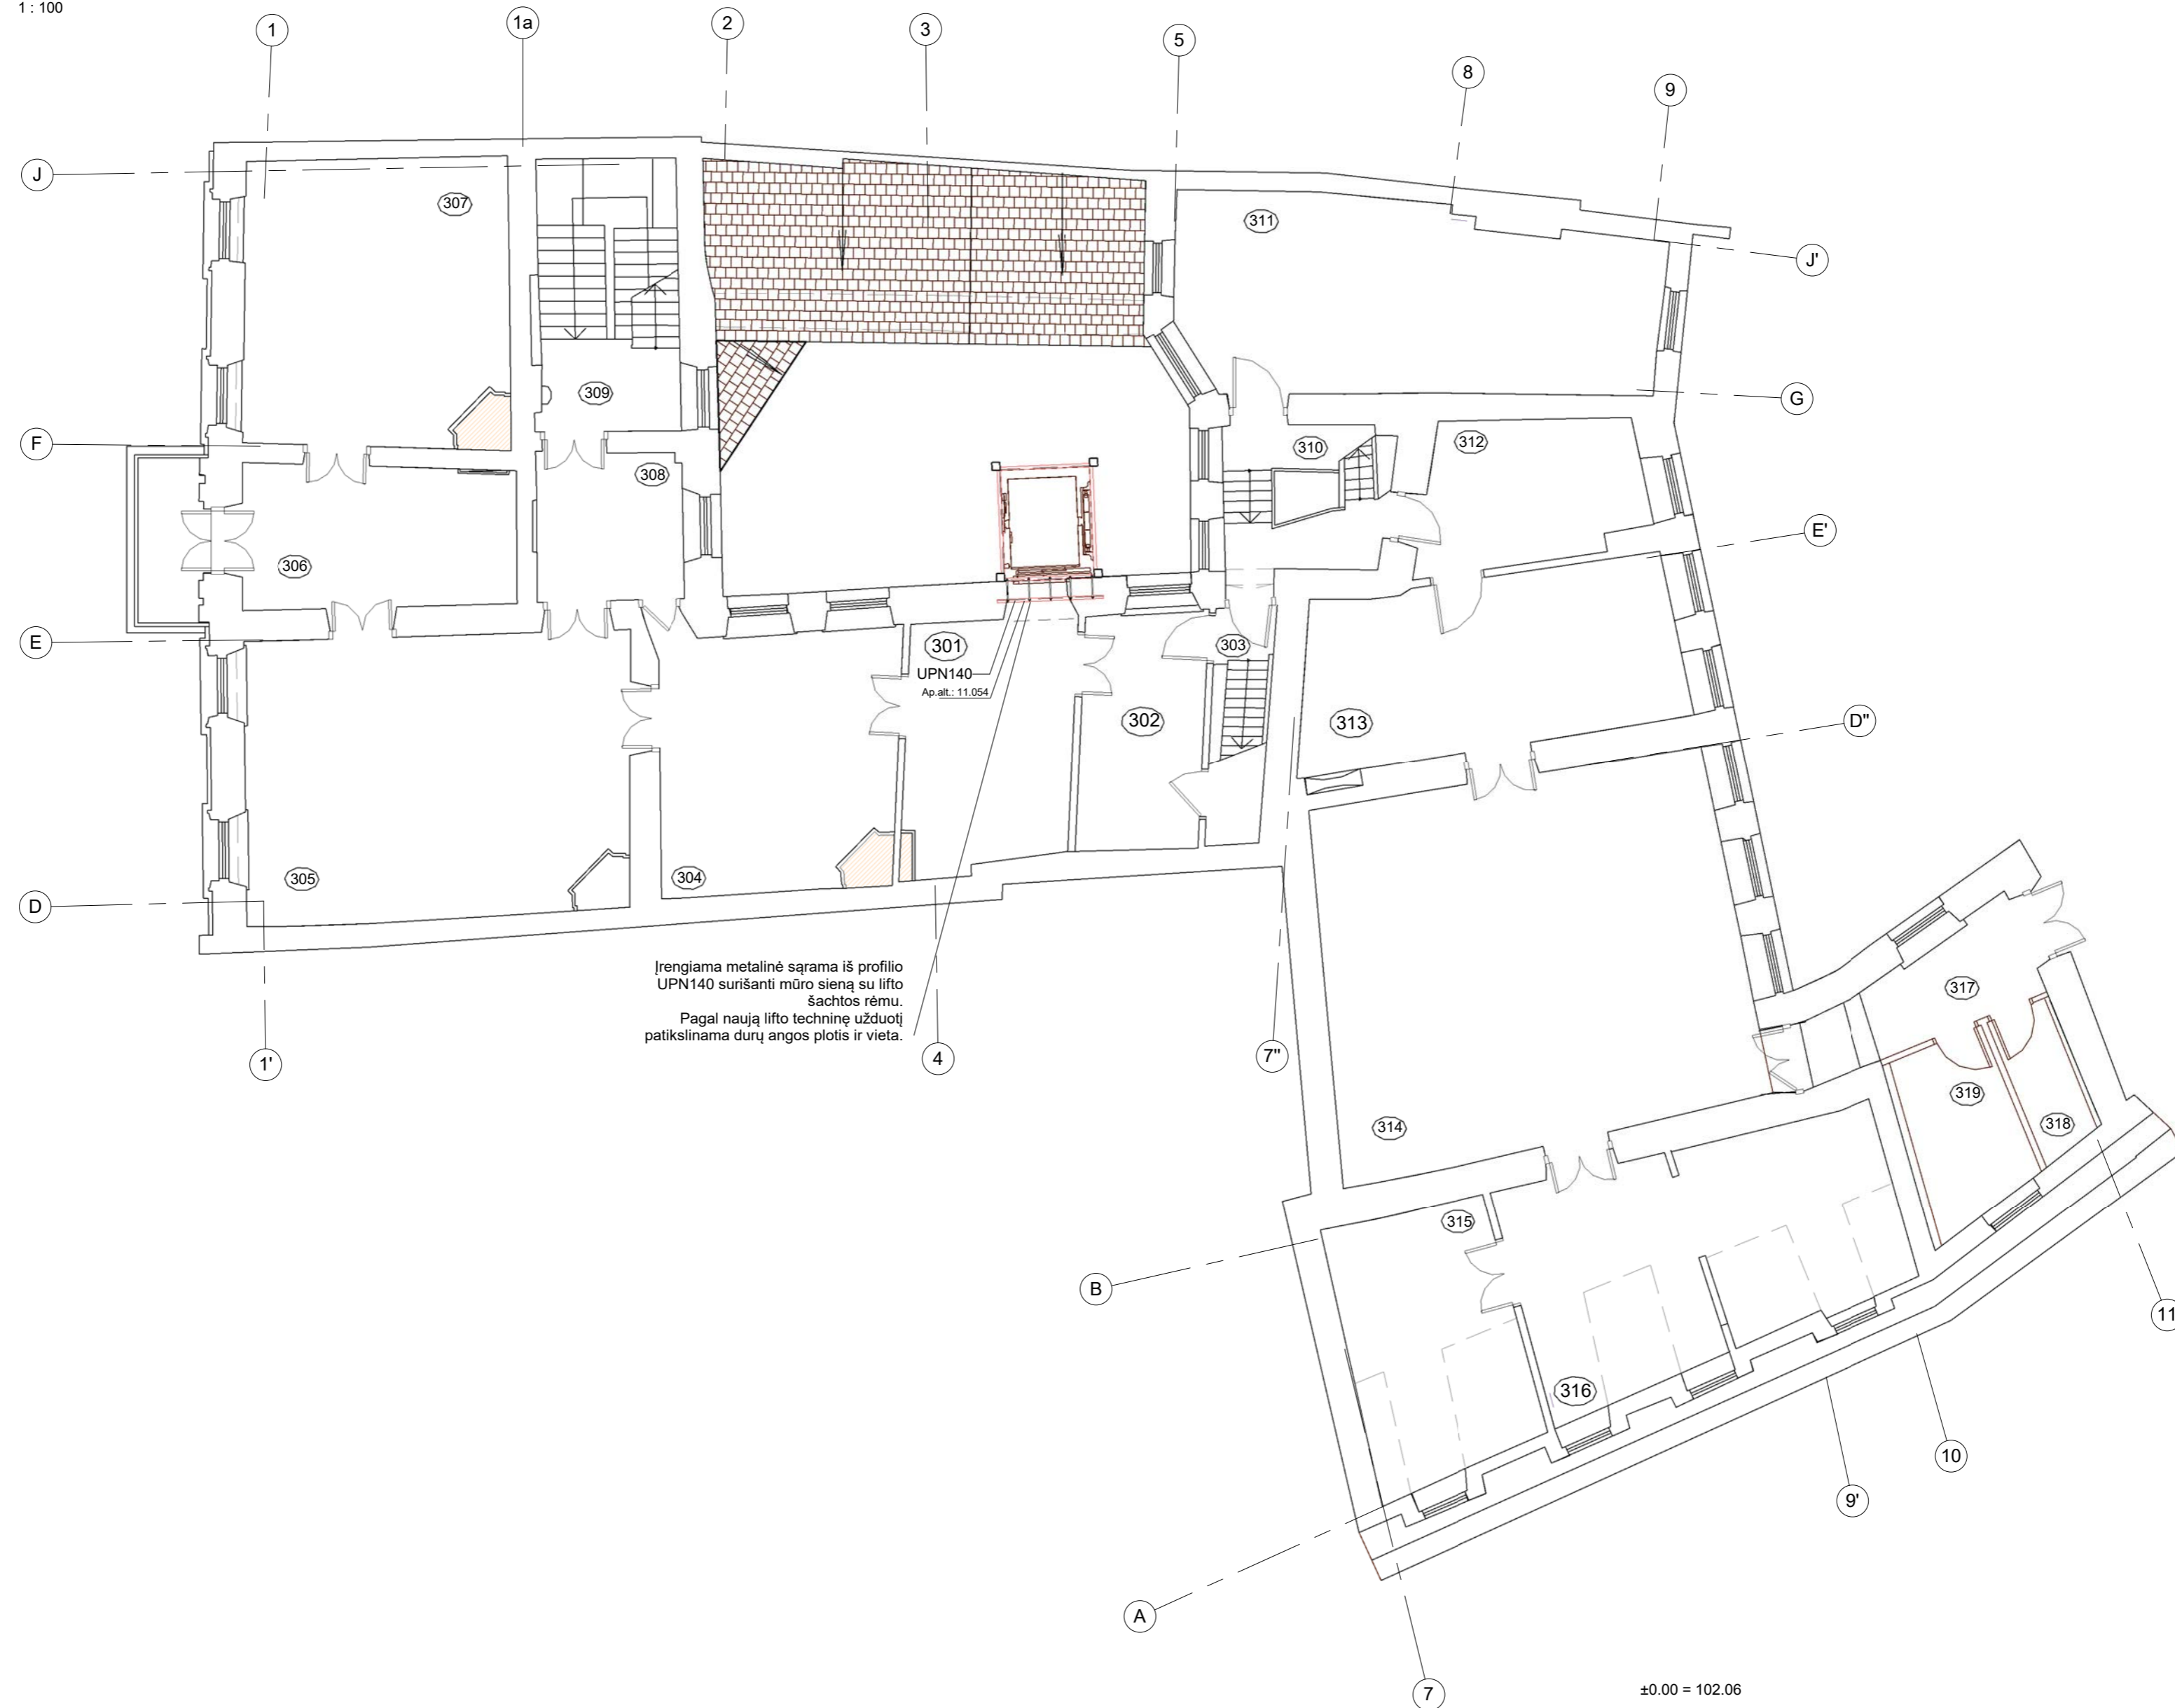 1 : 100
1
1a
2
3
5
8
9
J
307
311
J'
309
G
F
312
310
308
E'
306
E
301
303
UPN140
Ap.alt.: 11.054
302
313
D"
305
304
D
Įrengiama metalinė sąrama iš profilio
UPN140 surišanti mūro sieną su lifto
šachtos rėmu.
Pagal naują lifto techninę užduotį
patikslinama durų angos plotis ir vieta.
317
1'
4
7"
319
318
314
315
B
11
316
10
9'
A
7
±0.00 = 102.06